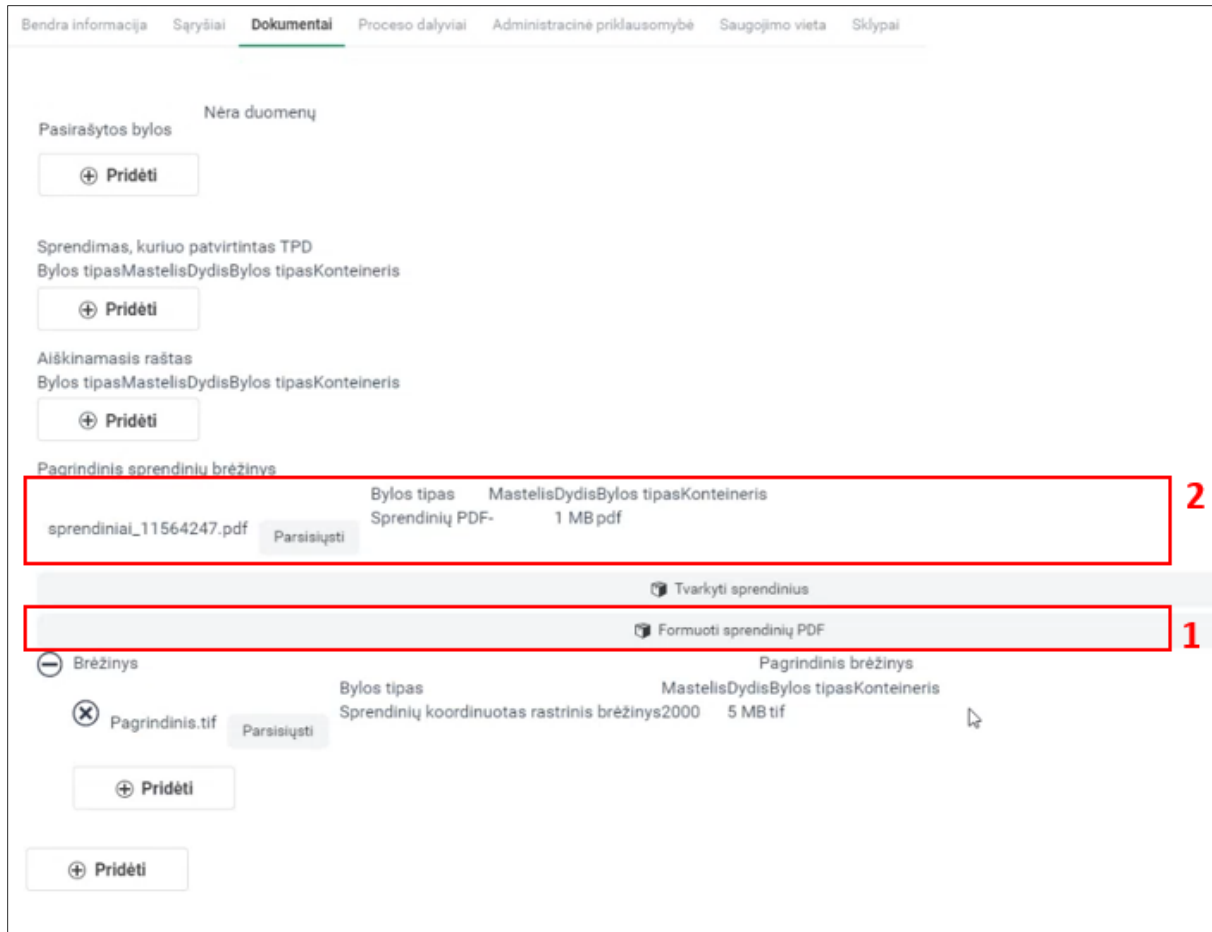 Bendra informacija Sąryšiai Dokumentai Proceso dalyviai Administracinė priklausomybė Saugojimo vieta Sklypai
Nėra duomenų
Pasirašytos bylos
Pridėti
Sprendimas, kuriuo patvirtintas TPD
Bylos tipasMastelisDydisBylos tipasKonteineris
Pridėti
Aiškinamasis raštas
Bylos tipasMastelisDydisBylos tipasKonteineris
Pridėti
Pagrindinis sprendinių brėžinys
Bylos tipas MastelisDydisBylos tipasKonteineris
2
Sprendinių PDF- 1 MB pdf
sprendiniai_11564247.pdf Parsisiųsti
Tvarkyti sprendinius
Formuoti sprendinių PDF
1
Brėžinys Pagrindinis brėžinys
Bylos tipas MastelisDydisBylos tipasKonteineris
Sprendinių koordinuotas rastrinis brėžinys2000 5 MB tif
Pagrindinis.tif Parsisiųsti
Pridėti
Pridėti